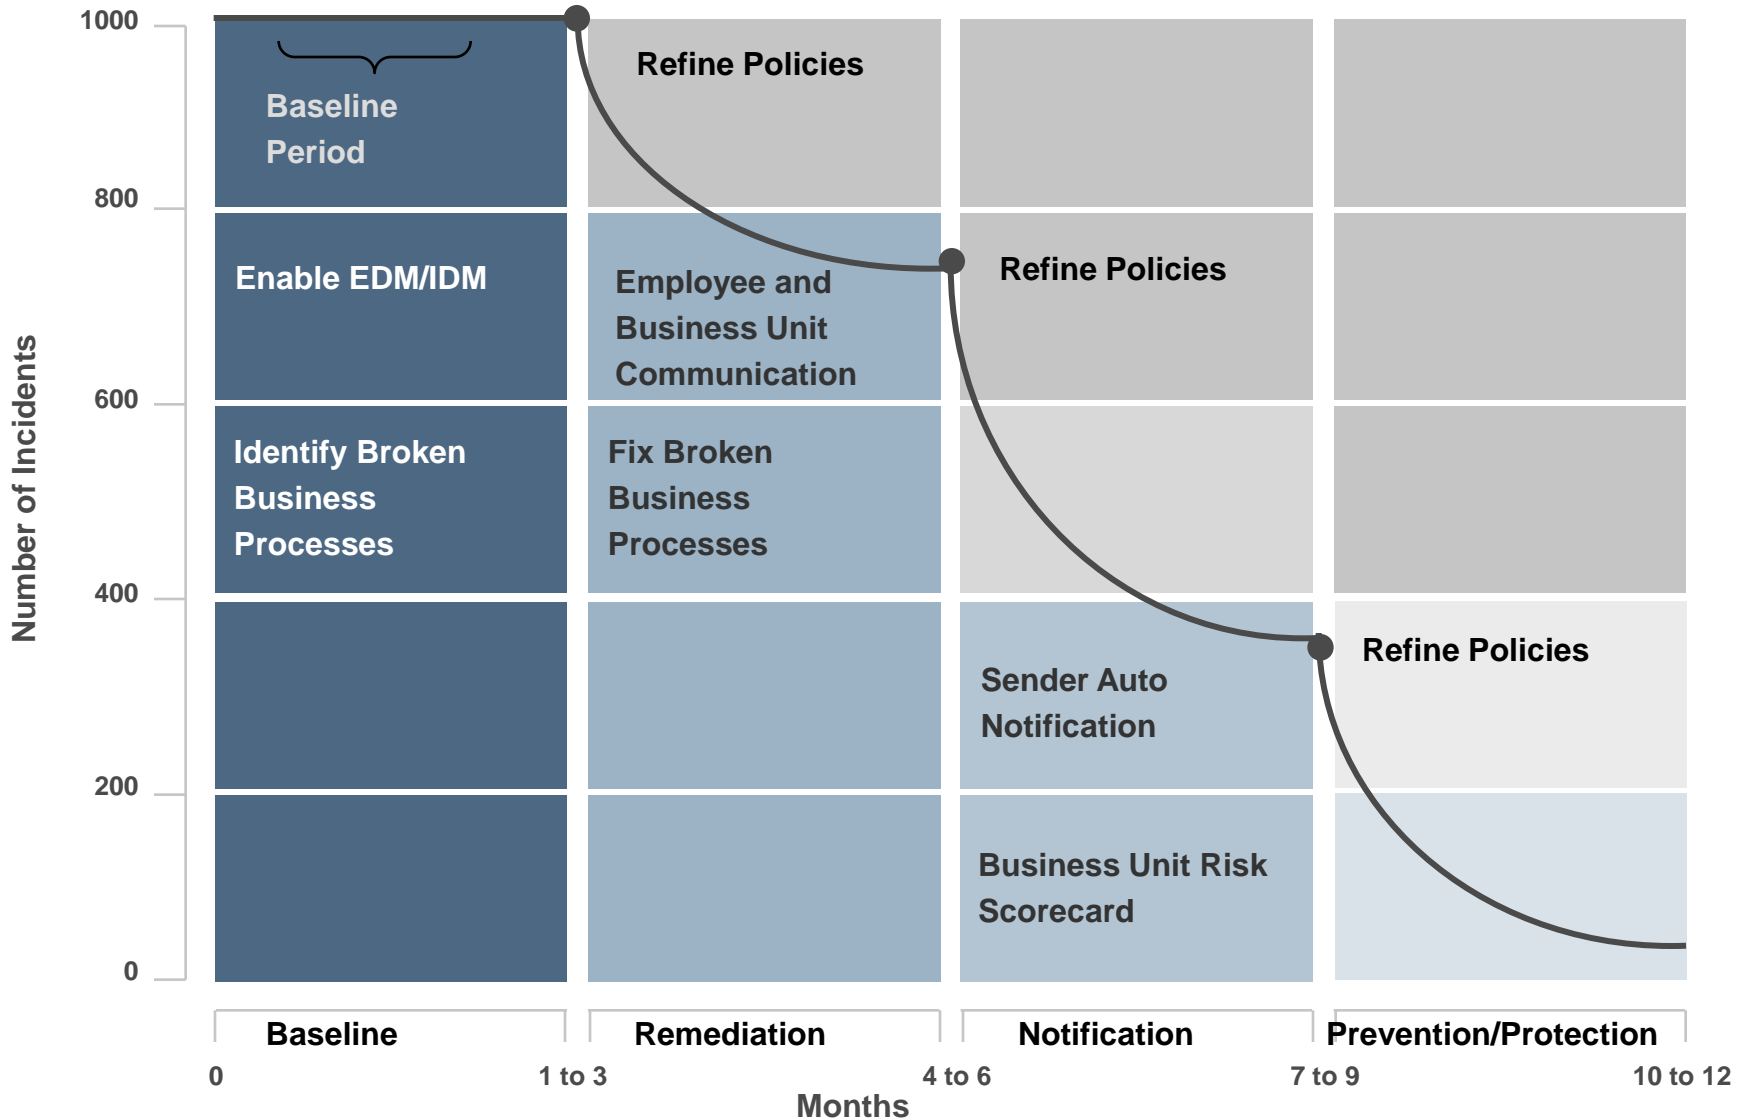 1000
800
600
400
200
0
Number of Incidents
Baseline
Period
Enable EDM/IDM
Identify Broken
Business
Processes
Refine Policies
Employee and
Business Unit
Communication
Fix Broken
Business
Processes
Refine Policies
Sender Auto
Notification
Business Unit Risk
Scorecard
Refine Policies
Baseline
Remediation
Notification
Prevention/Protection
0
1 to 3
4 to 6
7 to 9
10 to 12
Months